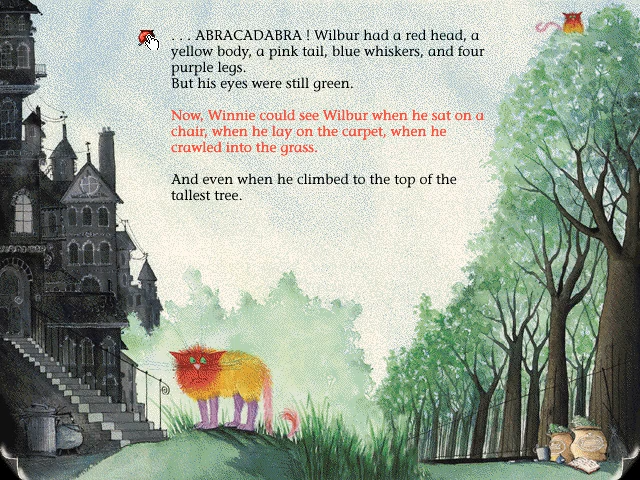 . . . ABRACADABRA ! Wilbur had a red head, a
yellow body, a pink tail, blue whiskers, and four
purple legs.
But his eyes were still green.
Now, Winnie could see Wilbur when he sat on a
chair, when he lay on the carpet, when he
crawled into the grass.
And even when he climbed to the top of the
tallest tree.